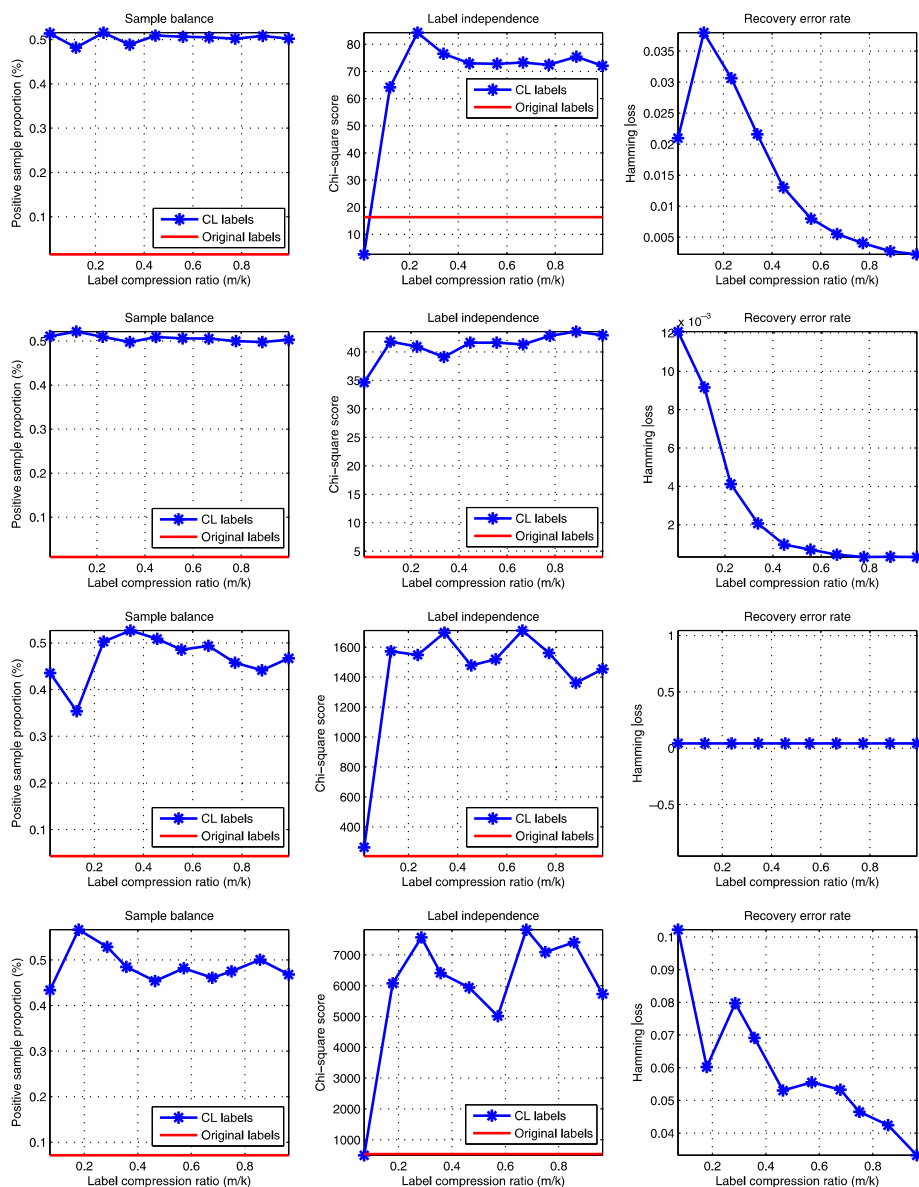 Sample balance
Positive sample proportion (%)
0.5
0.4
0.3
0.2
0.1
CL labels
Original labels
0.2 0.4 0.6 0.8
Label compression ratio (m/k)
Label independence
Chi−square score
80
70
60
50
40
30
20
10
CL labels
Original labels
0.2 0.4 0.6 0.8
Label compression ratio (m/k)
Recovery error rate
Hamming loss
0.035
0.03
0.025
0.02
0.015
0.01
0.005
0.2 0.4 0.6 0.8
Label compression ratio (m/k)
Sample balance
Positive sample proportion (%)
0.5
0.4
0.3
0.2
0.1
CL labels
Original labels
0.2 0.4 0.6 0.8
Label compression ratio (m/k)
Label independence
Chi−square score
40
35
30
25
20
15
10
5
CL labels
Original labels
0.2 0.4 0.6 0.8
Label compression ratio (m/k)
Recovery error rate
x 10⁻³
Hamming loss
12
10
8
6
4
2
0.2 0.4 0.6 0.8
Label compression ratio (m/k)
Sample balance
Positive sample proportion (%)
0.5
0.4
0.3
0.2
0.1
CL labels
Original labels
0.2 0.4 0.6 0.8
Label compression ratio (m/k)
Label independence
Chi−square score
1600
1400
1200
1000
800
600
400
CL labels
Original labels
0.2 0.4 0.6 0.8
Label compression ratio (m/k)
Recovery error rate
Hamming loss
1
0.5
0
−0.5
0.2 0.4 0.6 0.8
Label compression ratio (m/k)
Sample balance
Positive sample proportion (%)
0.5
0.4
0.3
0.2
0.1
CL labels
Original labels
0.2 0.4 0.6 0.8
Label compression ratio (m/k)
Label independence
Chi−square score
7000
6000
5000
4000
3000
2000
1000
CL labels
Original labels
0.2 0.4 0.6 0.8
Label compression ratio (m/k)
Recovery error rate
Hamming loss
0.1
0.09
0.08
0.07
0.06
0.05
0.04
0.2 0.4 0.6 0.8
Label compression ratio (m/k)